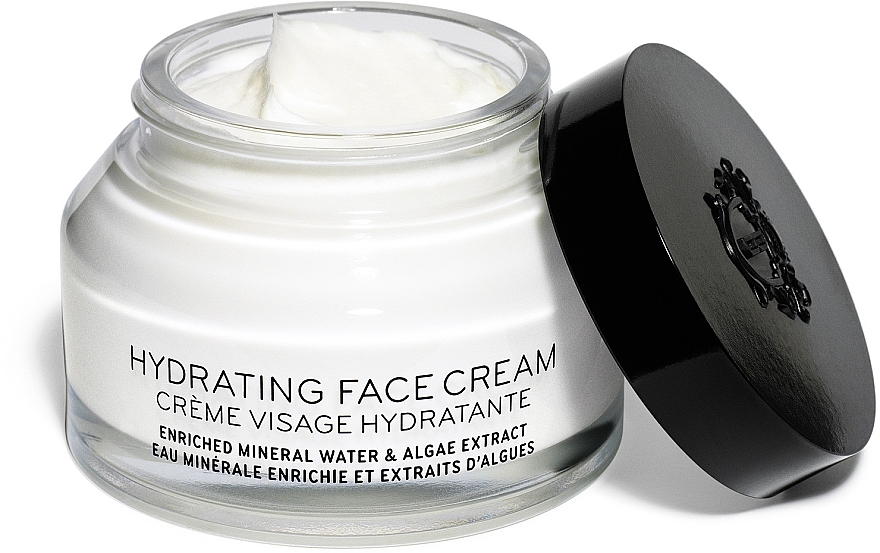 HYDRATING FACE CREAM
CRÈME VISAGE HYDRATANTE
ENRICHED MINERAL WATER & ALGAE EXTRACT
EAU MINÉRALE ENRICHIE ET EXTRAITS D'ALGUES